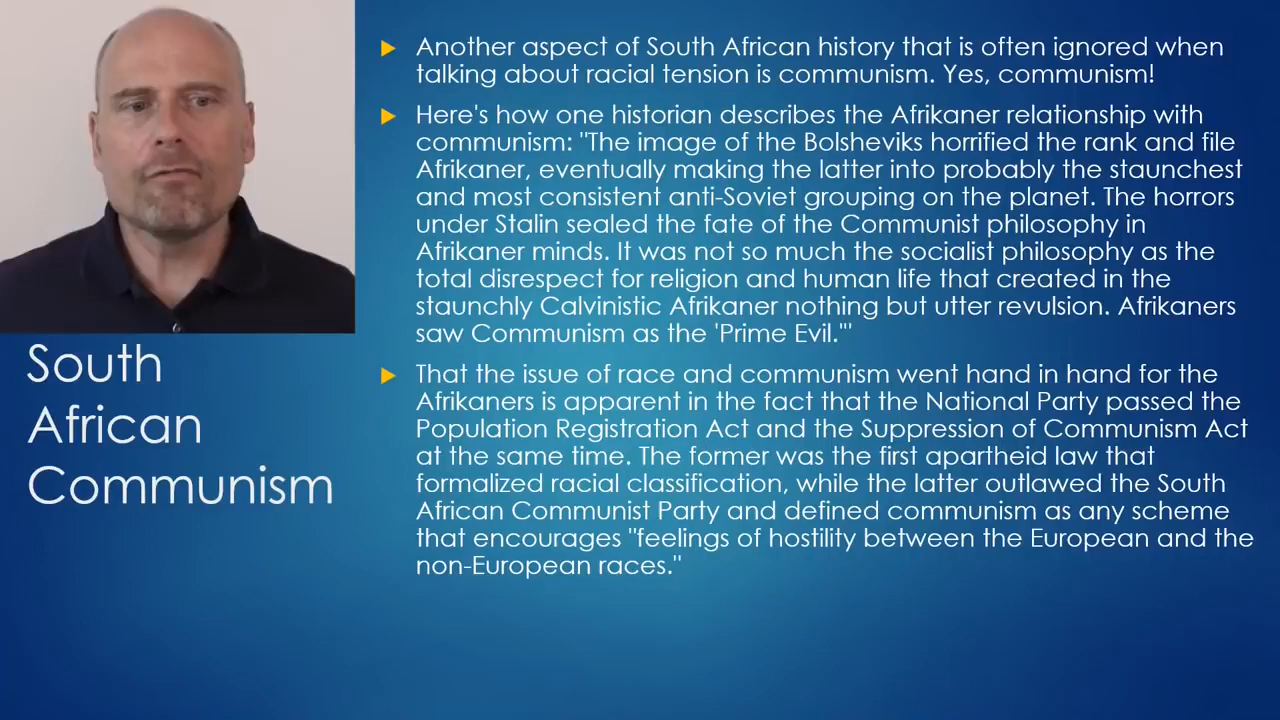 South
African
Communism
Another aspect of South African history that is often ignored when
talking about racial tension is communism. Yes, communism!
Here's how one historian describes the Afrikaner relationship with
communism: "The image of the Bolsheviks horrified the rank and file
Afrikaner, eventually making the latter into probably the staunchest
and most consistent anti-Soviet grouping on the planet. The horrors
under Stalin sealed the fate of the Communist philosophy in
Afrikaner minds. It was not so much the socialist philosophy as the
total disrespect for religion and human life that created in the
staunchly Calvinistic Afrikaner nothing but utter revulsion. Afrikaners
saw Communism as the 'Prime Evil.'"
That the issue of race and communism went hand in hand for the
Afrikaners is apparent in the fact that the National Party passed the
Population Registration Act and the Suppression of Communism Act
at the same time. The former was the first apartheid law that
formalized racial classification, while the latter outlawed the South
African Communist Party and defined communism as any scheme
that encourages "feelings of hostility between the European and the
non-European races."